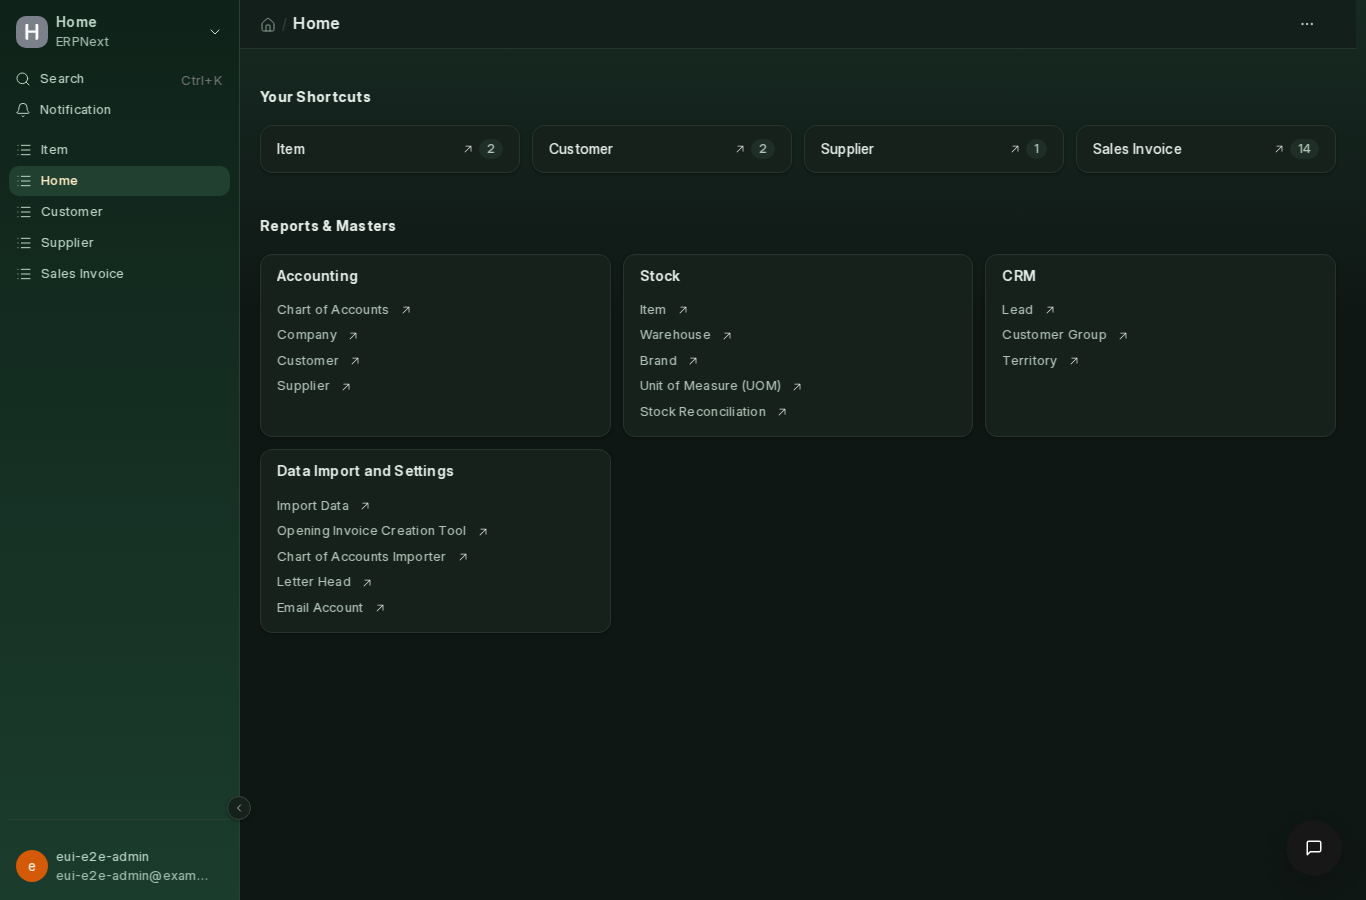 H
Home
ERPNext
Search
Ctrl+K
Notification
Item
Home
Customer
Supplier
Sales Invoice
e
eui-e2e-admin
eui-e2e-admin@exam...
/ Home
Your Shortcuts
Item 2
Customer 2
Supplier 1
Sales Invoice 14
Reports & Masters
Accounting
Chart of Accounts
Company
Customer
Supplier
Stock
Item
Warehouse
Brand
Unit of Measure (UOM)
Stock Reconciliation
CRM
Lead
Customer Group
Territory
Data Import and Settings
Import Data
Opening Invoice Creation Tool
Chart of Accounts Importer
Letter Head
Email Account